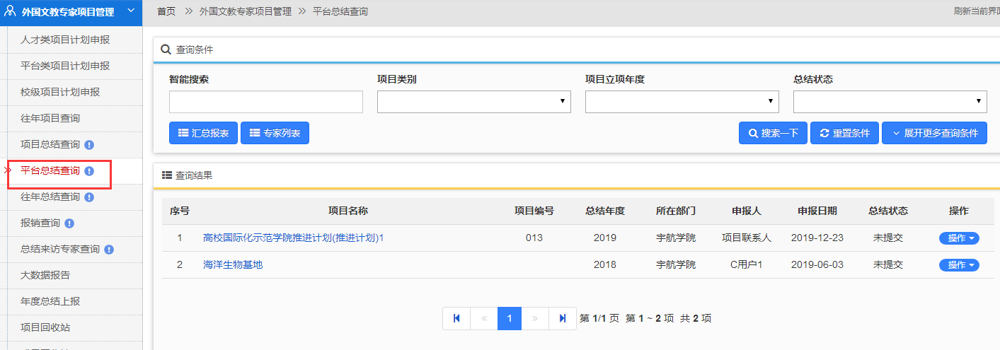 外国文教专家项目管理
首页 外国文教专家项目管理 平台总结查询
刷新当前界面
人才类项目计划申报
平台类项目计划申报
校级项目计划申报
往年项目查询
项目总结查询
平台总结查询
往年总结查询
报销查询
总结来访专家查询
大数据报告
年度总结上报
项目回收站
查询条件
智能搜索 项目类别 项目立项年度 总结状态
汇总报表 专家列表 搜索一下 重置条件 展开更多查询条件
查询结果
序号 项目名称 项目编号 总结年度 所在部门 申报人 申报日期 总结状态 操作
1 高校国际化示范学院推进计划(推进计划)1 013 2019 宇航学院 项目联系人 2019-12-23 未提交 操作
2 海洋生物基地 2018 宇航学院 C用户1 2019-06-03 未提交 操作
« 1 » 第 1/1 页 第 1 ~ 2 项 共 2 项